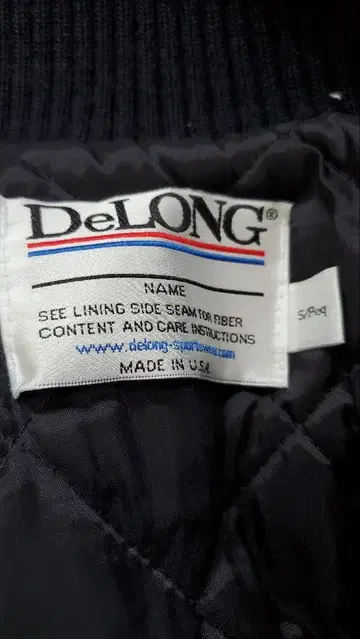 DeLONG®
NAME
SEE LINING SIDE SEAM FOR FIBER
CONTENT AND CARE INSTRUCTIONS
www.delong-sportswear.com
MADE IN U.S.A.
S/Peq